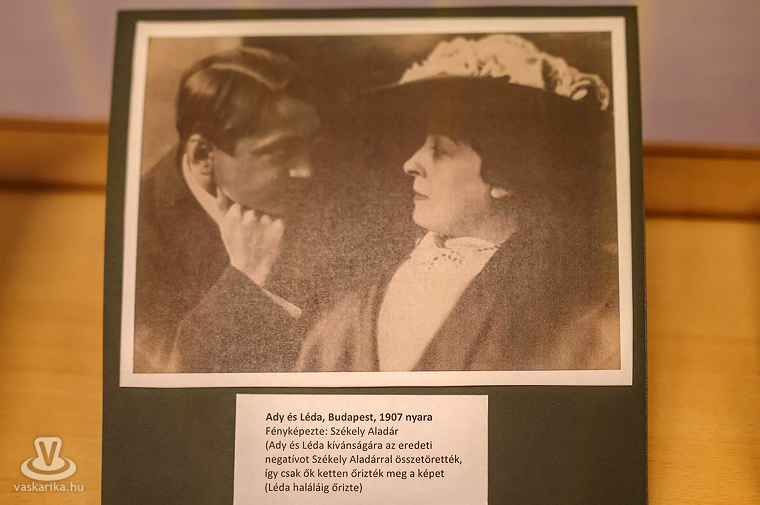 Ady és Léda, Budapest, 1907 nyara
Fényképezte: Székely Aladár
(Ady és Léda kívánságára az eredeti
negatívot Székely Aladárral összetörették,
így csak ők ketten őrizték meg a képet
(Léda haláláig őrizte)
vaskarika.hu